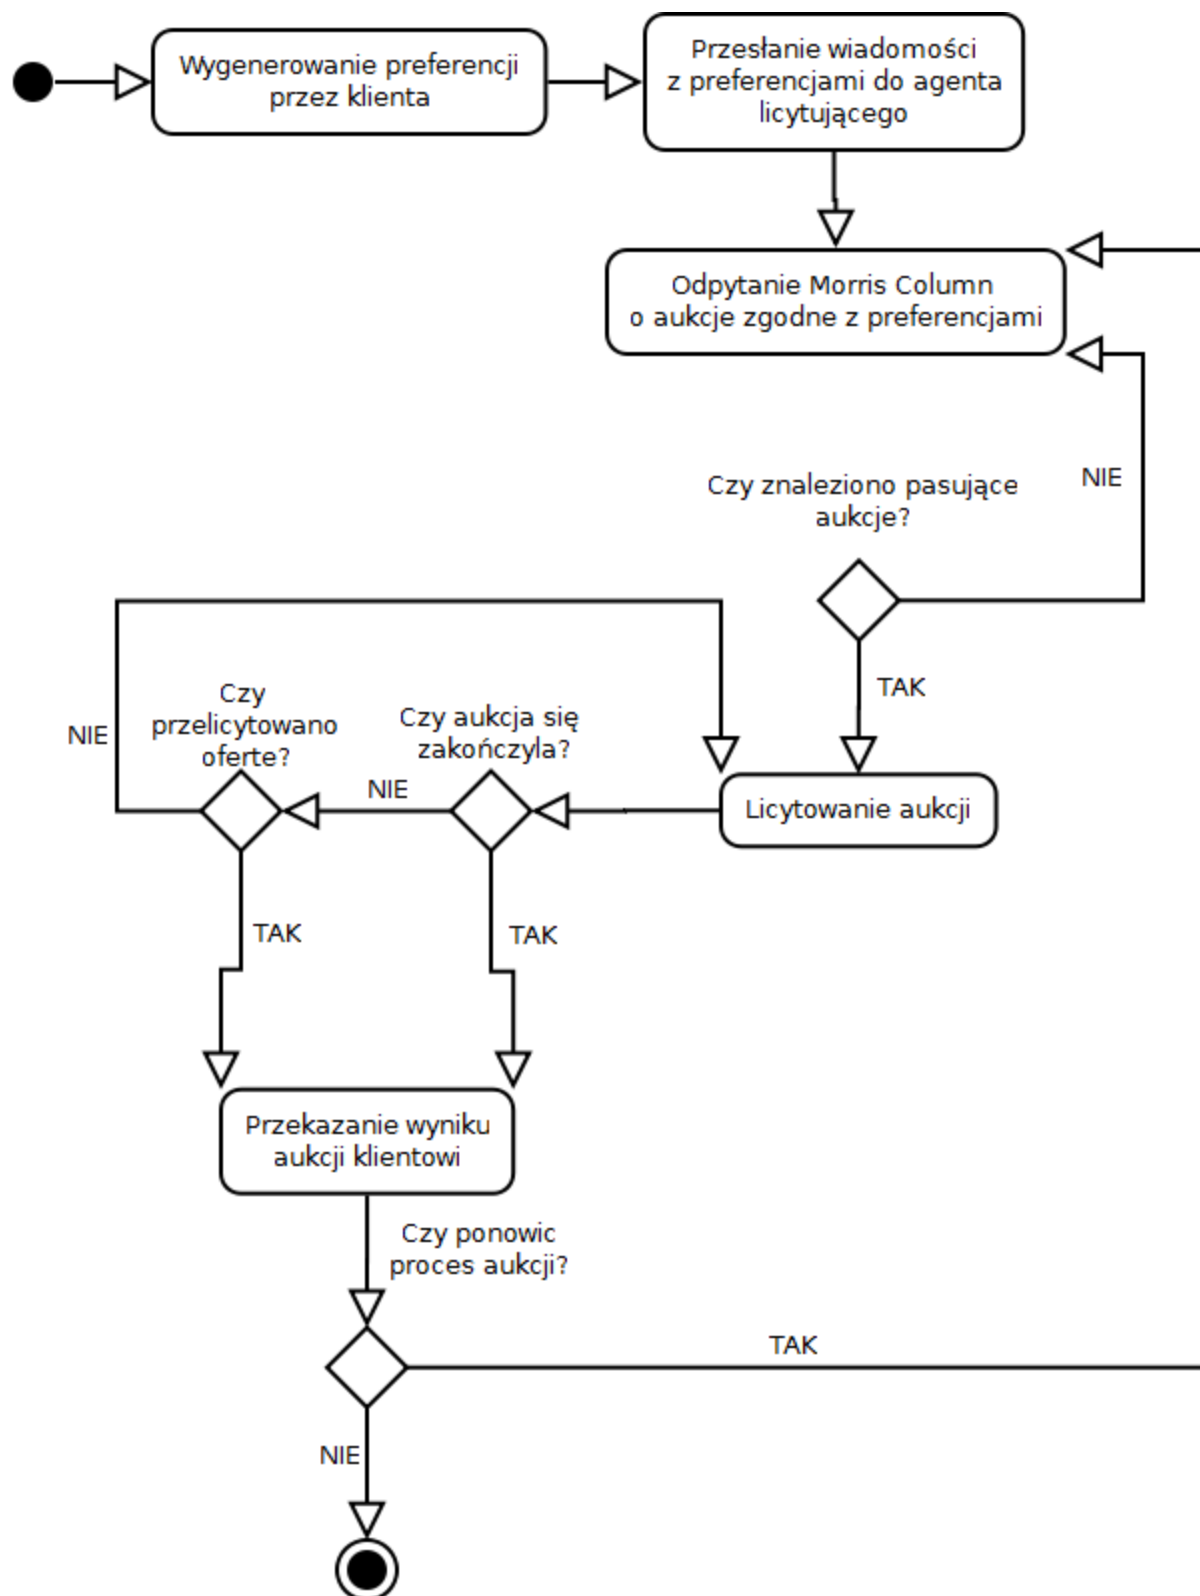 Wygenerowanie preferencji
przez klienta
Przesłanie wiadomości
z preferencjami do agenta
licytującego
Odpytanie Morris Column
o aukcje zgodne z preferencjami
Czy znaleziono pasujące
aukcje?
NIE
TAK
Czy
przelicytowano
oferte?
Czy aukcja się
zakończyla?
NIE
NIE
Licytowanie aukcji
TAK
TAK
Przekazanie wyniku
aukcji klientowi
Czy ponowic
proces aukcji?
TAK
NIE